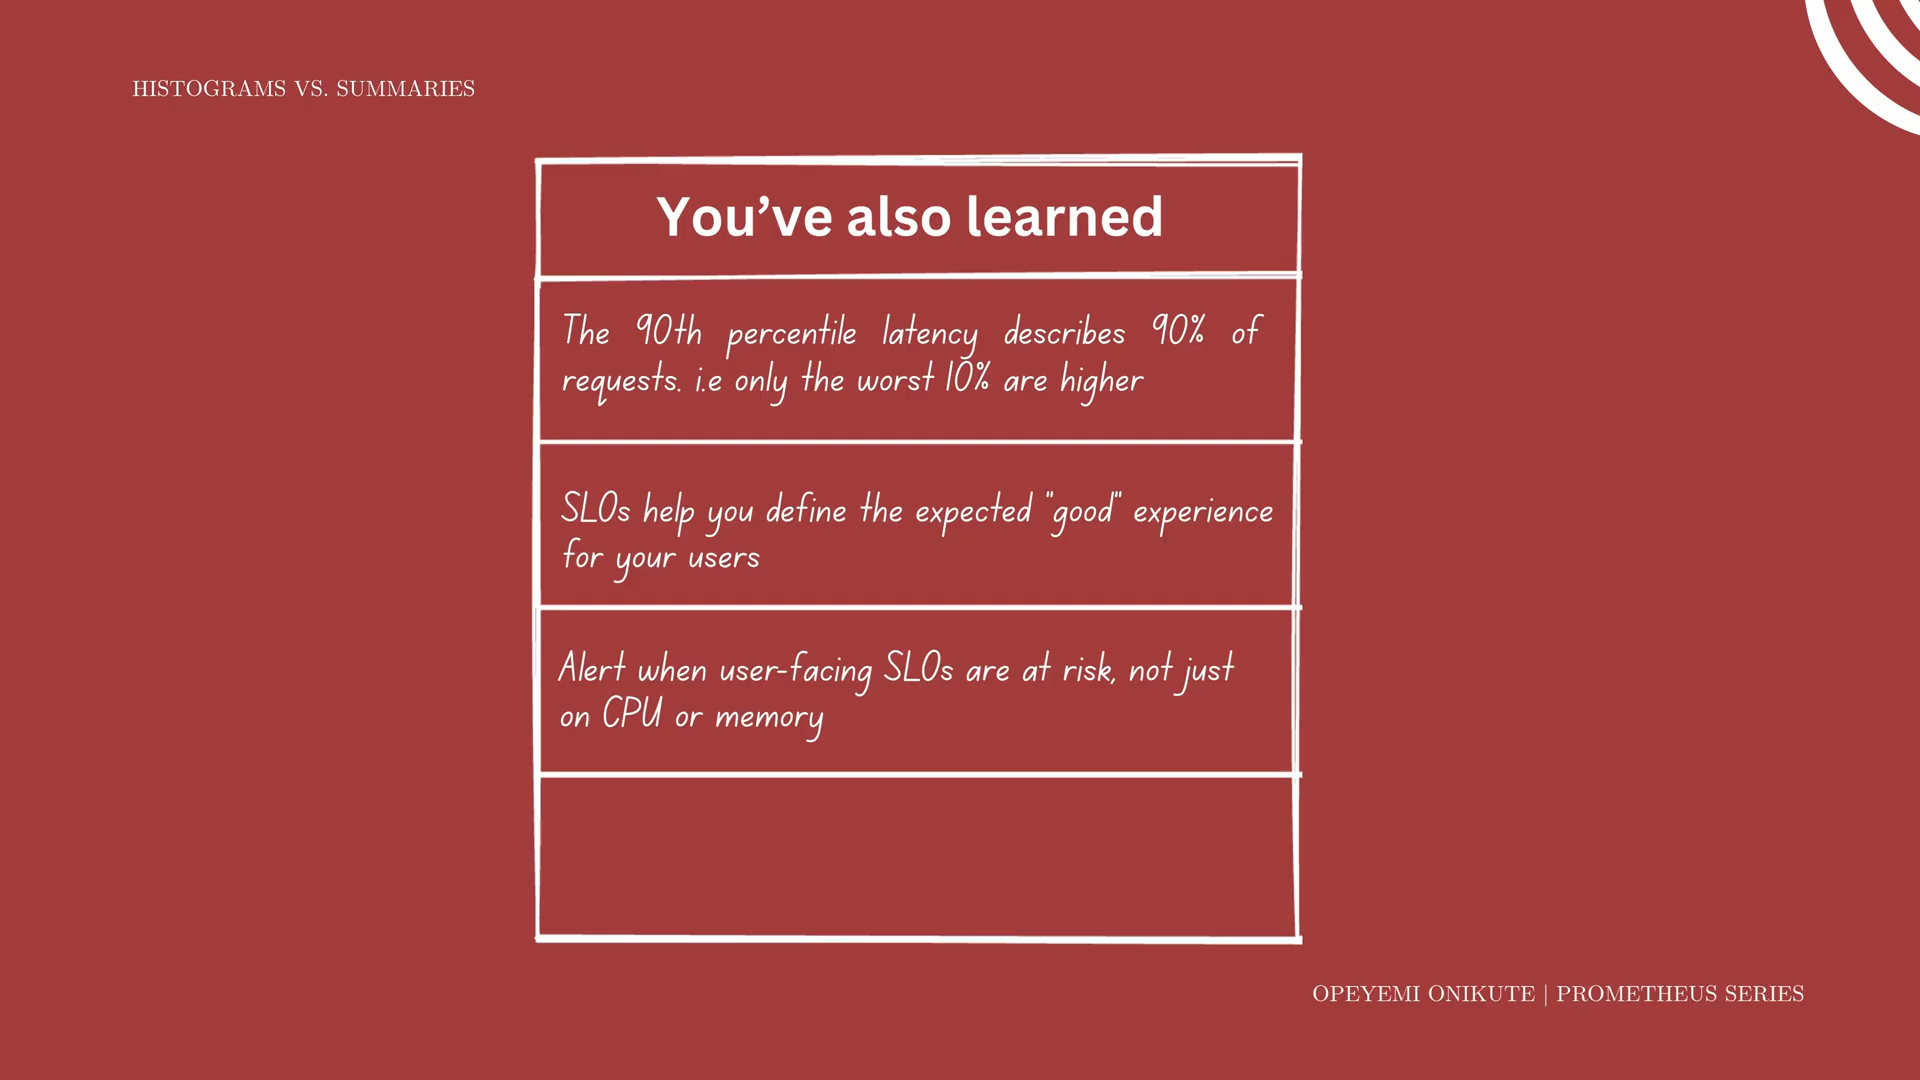 HISTOGRAMS VS. SUMMARIES
You’ve also learned
The 90th percentile latency describes 90% of
requests. i.e only the worst 10% are higher
SLOs help you define the expected "good" experience
for your users
Alert when user-facing SLOs are at risk, not just
on CPU or memory
OPEYEMI ONIKUTE | PROMETHEUS SERIES